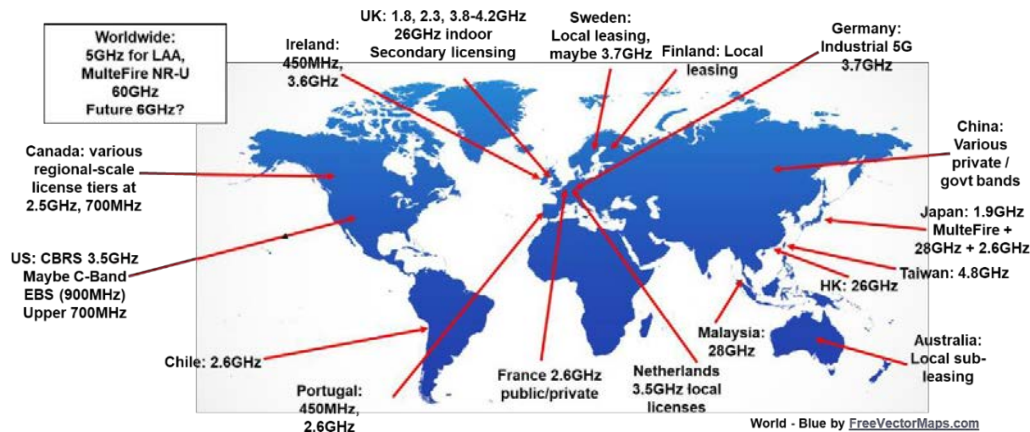 Worldwide:
5GHz for LAA,
MulteFire NR-U
60GHz
Future 6GHz?
UK: 1.8, 2.3, 3.8-4.2GHz
26GHz indoor
Secondary licensing
Ireland:
450MHz,
3.6GHz
Sweden:
Local leasing,
maybe 3.7GHz
Finland: Local
leasing
Germany:
Industrial 5G
3.7GHz
Canada: various
regional-scale
license tiers at
2.5GHz, 700MHz
China:
Various
private /
govt bands
Japan: 1.9GHz
MulteFire +
28GHz + 2.6GHz
US: CBRS 3.5GHz
Maybe C-Band
EBS (900MHz)
Upper 700MHz
Taiwan: 4.8GHz
HK: 26GHz
Malaysia:
28GHz
Australia:
Local sub-
leasing
Chile: 2.6GHz
Portugal:
450MHz,
2.6GHz
France 2.6GHz
public/private
Netherlands
3.5GHz local
licenses
World - Blue by FreeVectorMaps.com